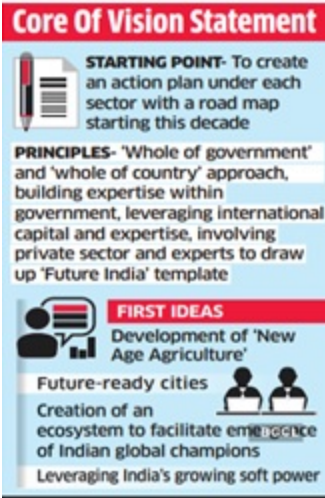 Core Of Vision Statement
STARTING POINT- To create
an action plan under each
sector with a road map
starting this decade
PRINCIPLES- 'Whole of government'
and 'whole of country' approach,
building expertise within
government, leveraging international
capital and expertise, involving
private sector and experts to draw
up 'Future India' template
FIRST IDEAS
Development of 'New
Age Agriculture'
Future-ready cities
Creation of an
ecosystem to facilitate emergence
of Indian global champions
Leveraging India's growing soft power